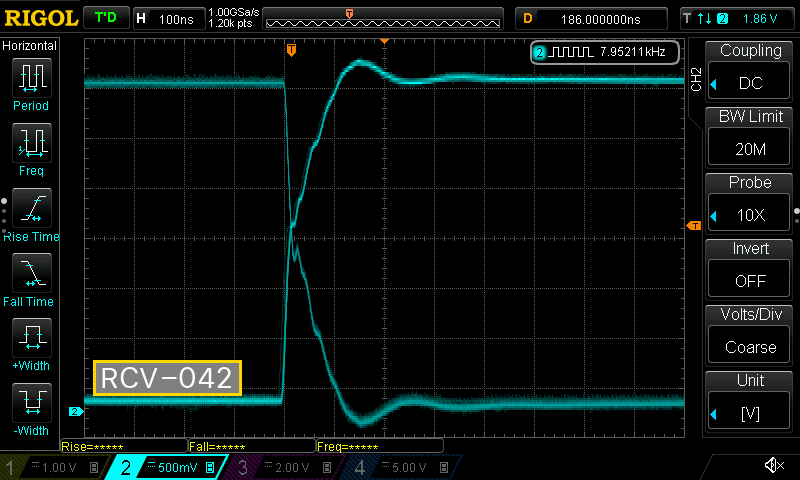 RIGOL T'D H 100ns 1.00GSa/s 1.20k pts T D 186.000000ns T 2 1.86 V
Horizontal
Period
Freq
Rise Time
Fall Time
+Width
-Width
T
2 7.95211kHz
T
RCV-042
2
Rise=***** Fall=***** Freq=*****
1 1.00 V 2 500mV 3 2.00 V 4 5.00 V
CH2
Coupling
DC
BW Limit
20M
Probe
10X
Invert
OFF
Volts/Div
Coarse
Unit
[V]